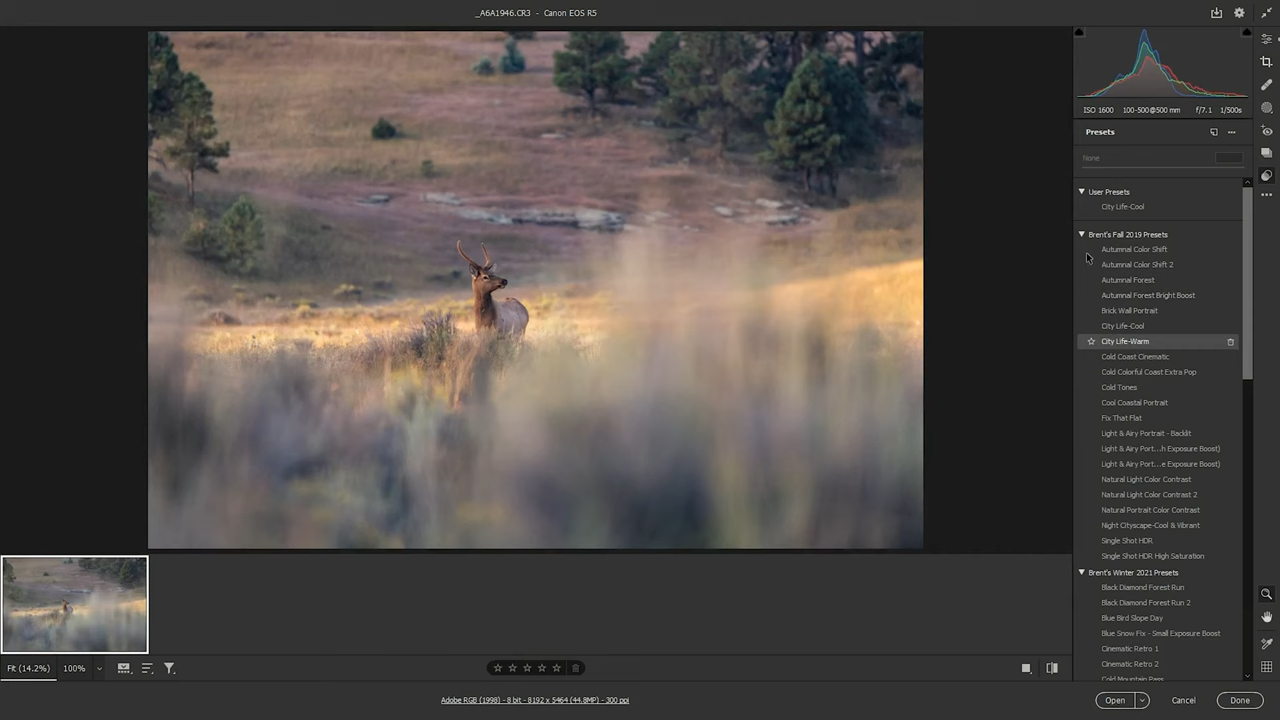 _A6A1946.CR3 - Canon EOS R5
ISO 1600 100-500@500 mm f/7.1 1/500s
Presets
None
User Presets
City Life-Cool
Brent's Fall 2019 Presets
Autumnal Color Shift
Autumnal Color Shift 2
Autumnal Forest
Autumnal Forest Bright Boost
Brick Wall Portrait
City Life-Cool
City Life-Warm
Cold Coast Cinematic
Cold Colorful Coast Extra Pop
Cold Tones
Cool Coastal Portrait
Fix That Flat
Light & Airy Portrait - Backlit
Light & Airy Port...h Exposure Boost)
Light & Airy Port...e Exposure Boost)
Natural Light Color Contrast
Natural Light Color Contrast 2
Natural Portrait Color Contrast
Night Cityscape-Cool & Vibrant
Single Shot HDR
Single Shot HDR High Saturation
Brent's Winter 2021 Presets
Black Diamond Forest Run
Black Diamond Forest Run 2
Blue Bird Slope Day
Blue Snow Fix - Small Exposure Boost
Cinematic Retro 1
Cinematic Retro 2
Cold Mountain Pass
Fit (14.2%) 100%
Adobe RGB (1998) - 8 bit - 8192 x 5464 (44.8MP) - 300 ppi
Open Cancel Done